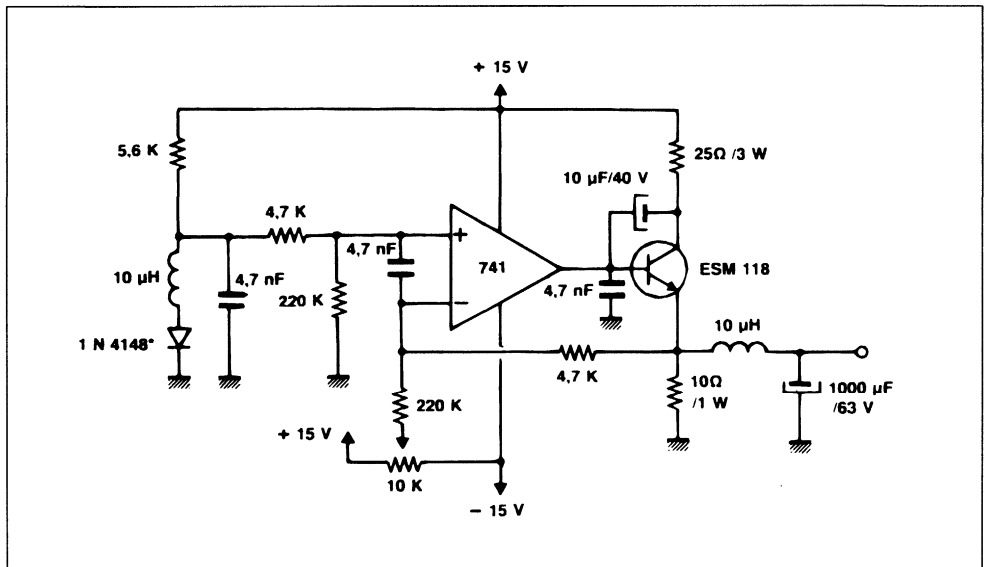 + 15 V
5,6 K
25Ω /3 W
10 µF/40 V
4,7 K
4,7 nF
+
741
ESM 118
10 µH
4,7 nF
220 K
4,7 nF
−
10 µH
1 N 4148*
4,7 K
220 K
10Ω
/1 W
1000 µF
/63 V
+ 15 V
10 K
− 15 V